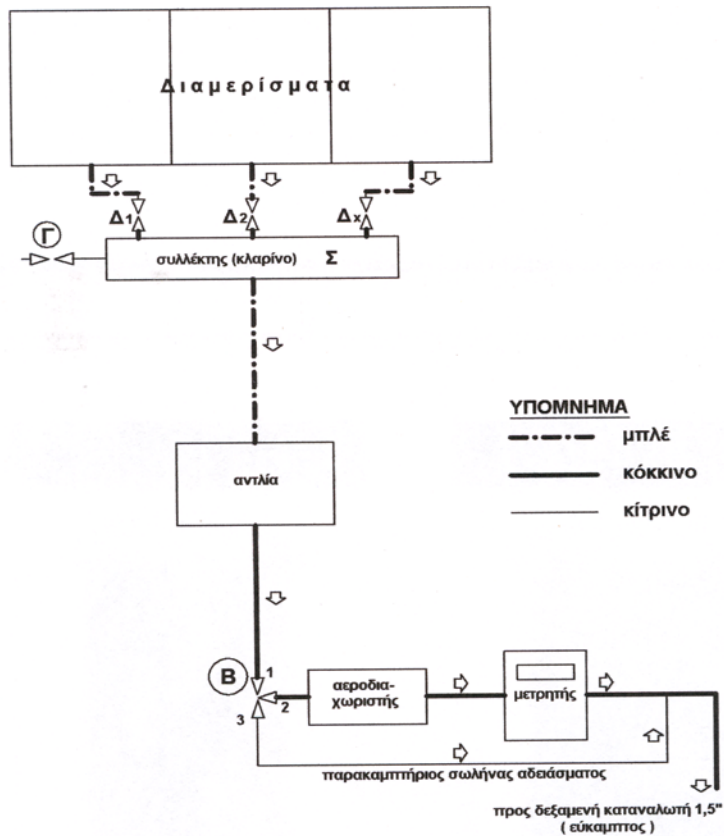 Διαμερίσματα
Δ1 Δ2 Δx
Γ
συλλέκτης (κλαρίνο) Σ
ΥΠΟΜΝΗΜΑ
μπλέ
κόκκινο
κίτρινο
αντλία
Β
1
2
3
αεροδια-
χωριστής
μετρητής
παρακαμπτήριος σωλήνας αδειάσματος
προς δεξαμενή καταναλωτή 1,5"
( εύκαμπτος )